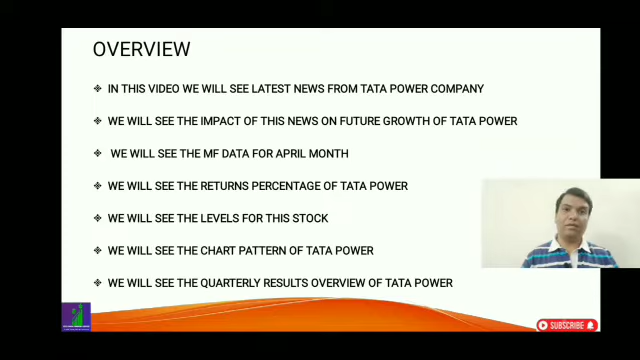 OVERVIEW
IN THIS VIDEO WE WILL SEE LATEST NEWS FROM TATA POWER COMPANY
WE WILL SEE THE IMPACT OF THIS NEWS ON FUTURE GROWTH OF TATA POWER
WE WILL SEE THE MF DATA FOR APRIL MONTH
WE WILL SEE THE RETURNS PERCENTAGE OF TATA POWER
WE WILL SEE THE LEVELS FOR THIS STOCK
WE WILL SEE THE CHART PATTERN OF TATA POWER
WE WILL SEE THE QUARTERLY RESULTS OVERVIEW OF TATA POWER
SUBSCRIBE